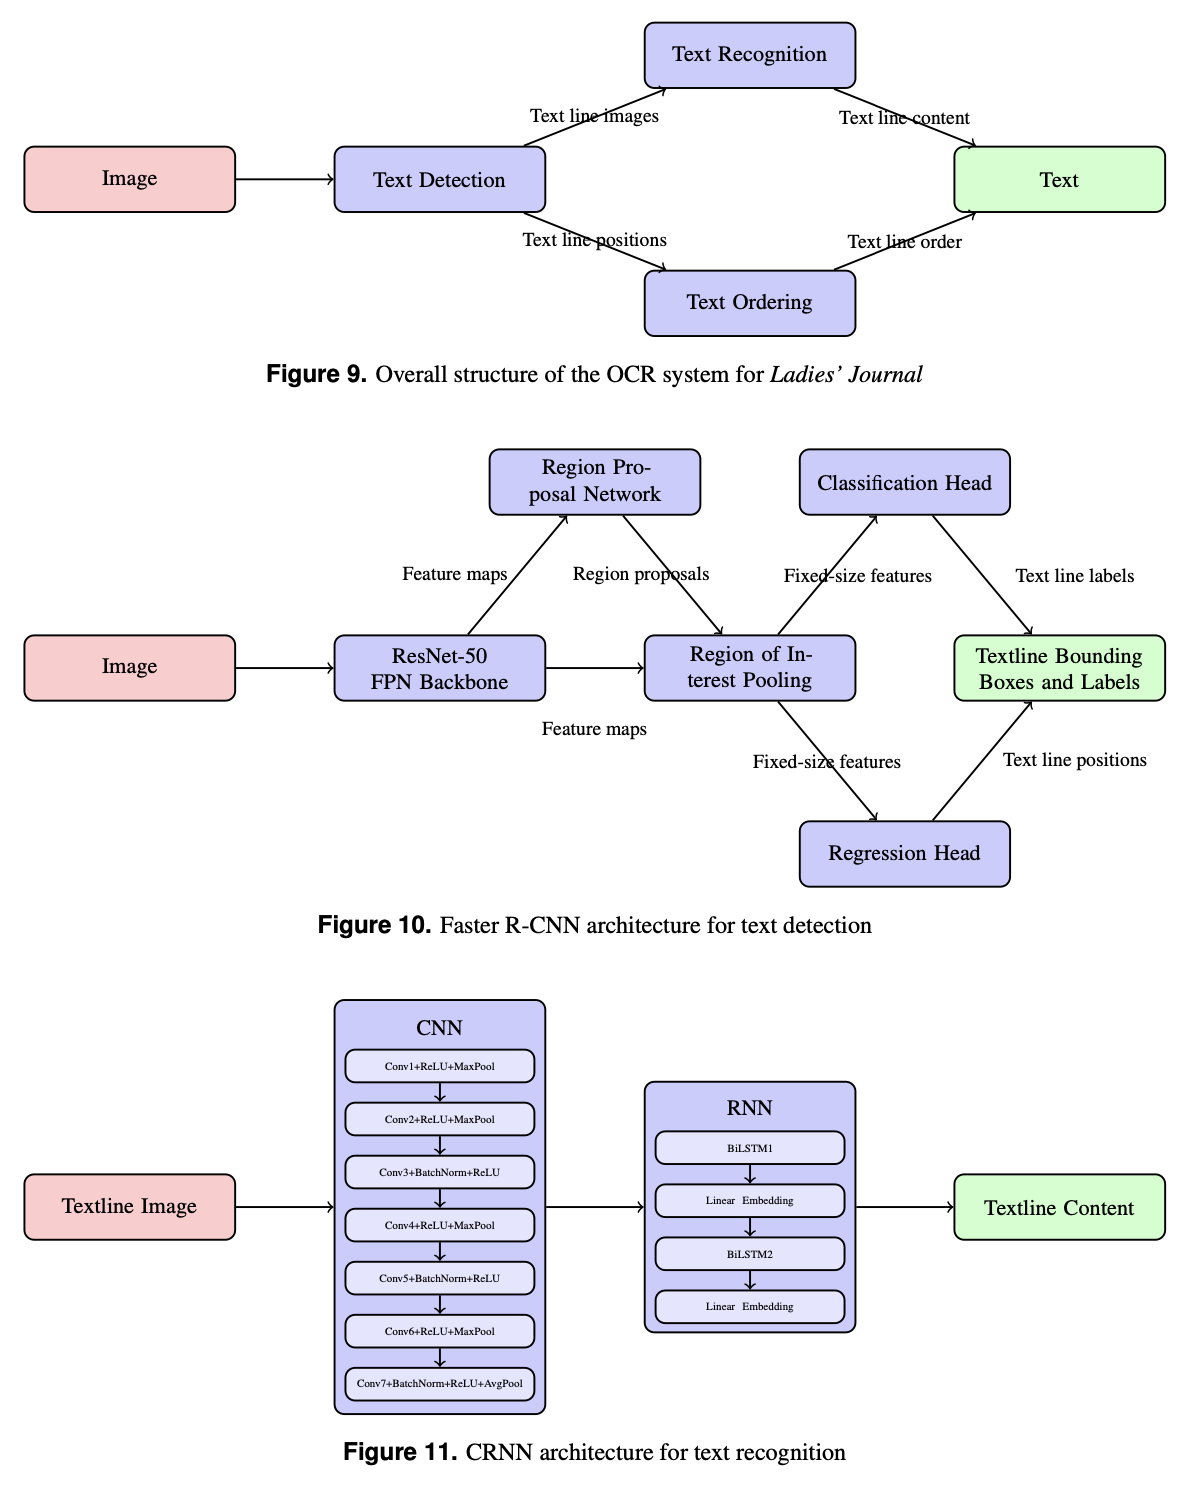 Text Recognition
Text line images
Text line content
Image
Text Detection
Text
Text line positions
Text line order
Text Ordering
Figure 9. Overall structure of the OCR system for Ladies’ Journal
Region Pro-
posal Network
Classification Head
Feature maps
Region proposals
Fixed-size features
Text line labels
Image
ResNet-50
FPN Backbone
Region of In-
terest Pooling
Textline Bounding
Boxes and Labels
Feature maps
Fixed-size features
Text line positions
Regression Head
Figure 10. Faster R-CNN architecture for text detection
Textline Image
CNN
Conv1+ReLU+MaxPool
Conv2+ReLU+MaxPool
Conv3+BatchNorm+ReLU
Conv4+ReLU+MaxPool
Conv5+BatchNorm+ReLU
Conv6+ReLU+MaxPool
Conv7+BatchNorm+ReLU+AvgPool
RNN
BiLSTM1
Linear Embedding
BiLSTM2
Linear Embedding
Textline Content
Figure 11. CRNN architecture for text recognition